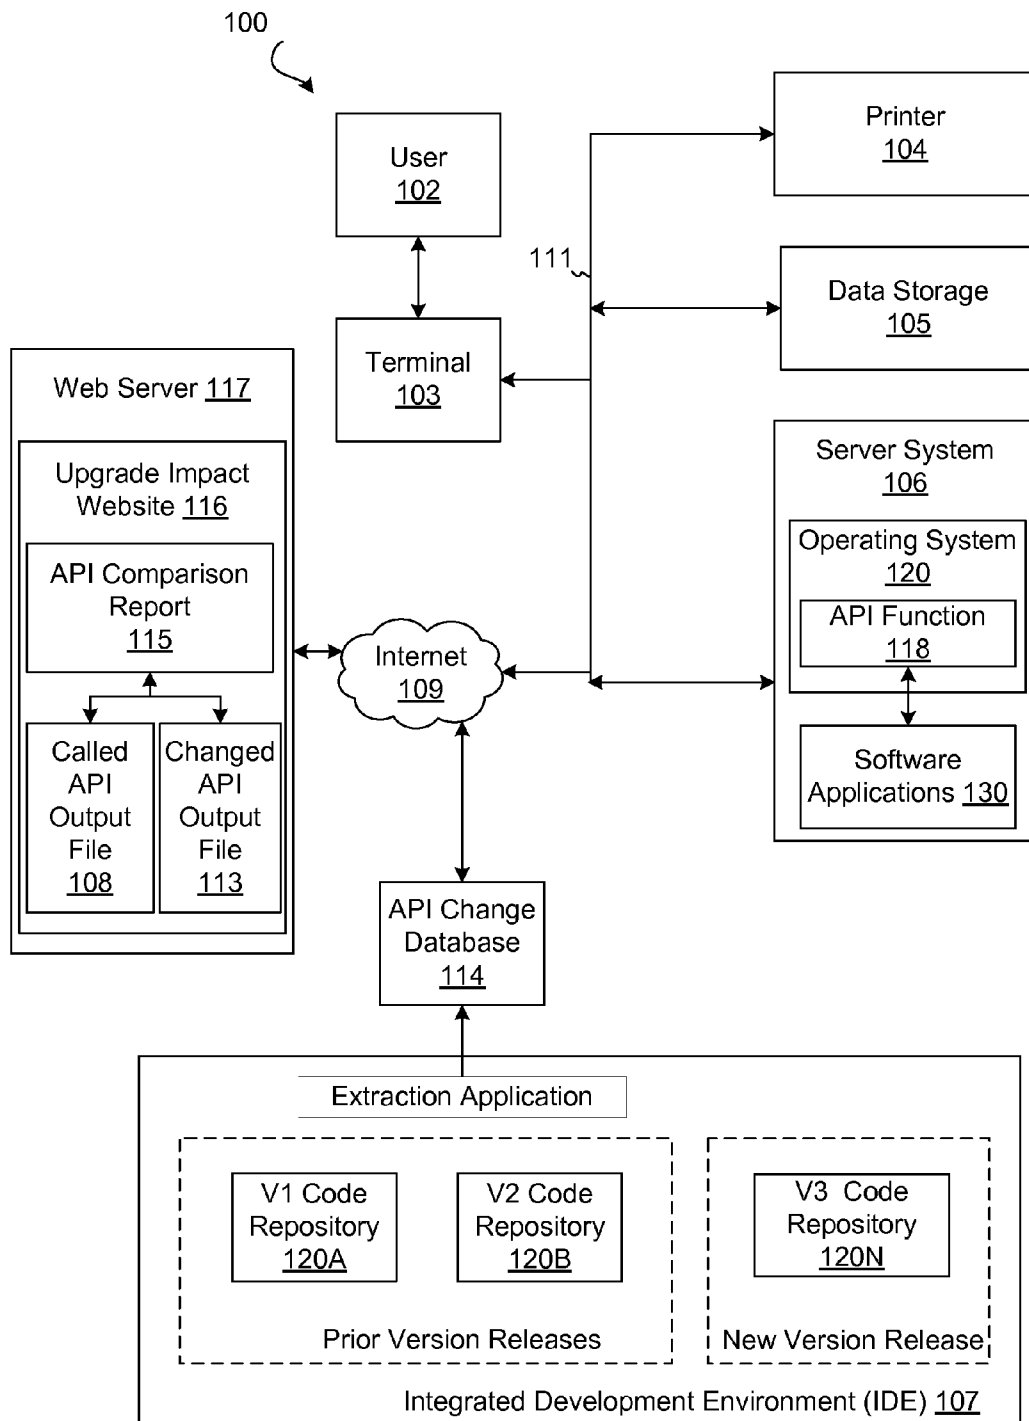 100
User
102
Printer
104
111
Data Storage
105
Terminal
103
Web Server 117
Upgrade Impact
Website 116
API Comparison
Report
115
Called
API
Output
File
108
Changed
API
Output
File
113
Internet
109
Server System
106
Operating System
120
API Function
118
Software
Applications 130
API Change
Database
114
Extraction Application
V1 Code
Repository
120A
V2 Code
Repository
120B
Prior Version Releases
V3 Code
Repository
120N
New Version Release
Integrated Development Environment (IDE) 107